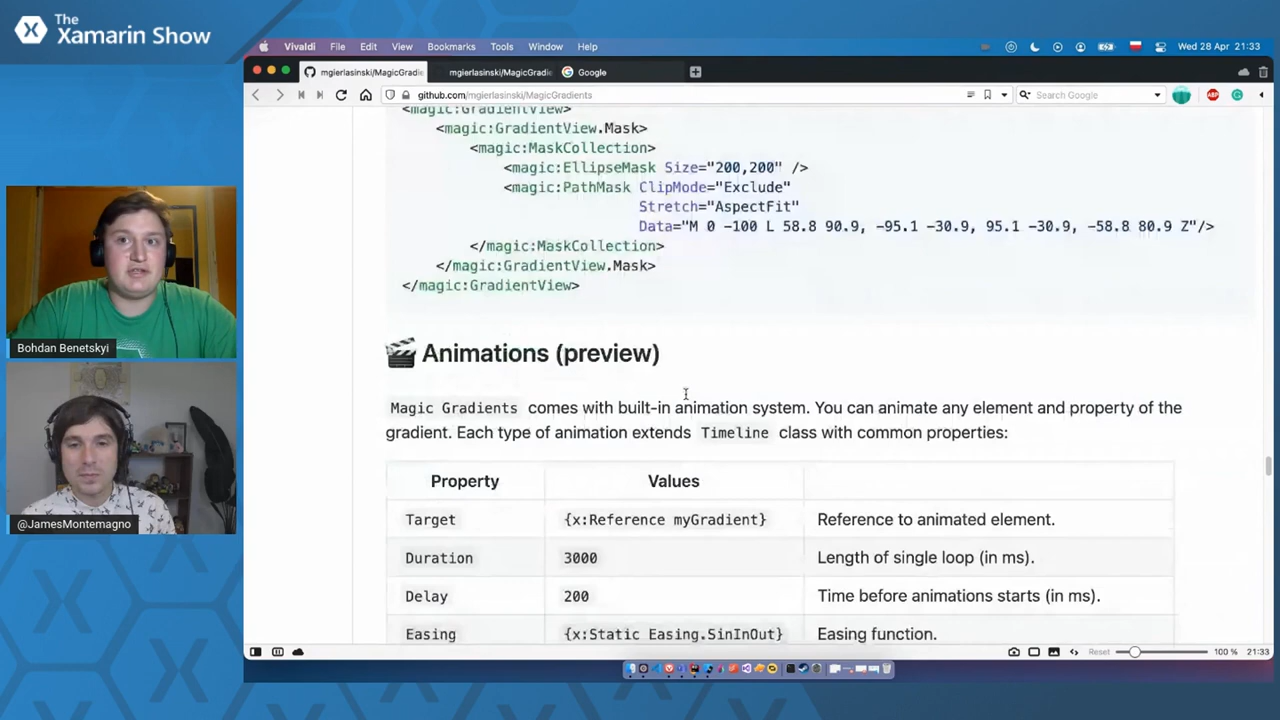 The
Xamarin Show
Vivaldi File Edit View Bookmarks Tools Window Help
Wed 28 Apr 21:33
mgierlasinski/MagicGradie
mgierlasinski/MagicGradie
Google
github.com/mgierlasinski/MagicGradients
Search Google
ABP
<magic:GradientView>
<magic:GradientView.Mask>
<magic:MaskCollection>
<magic:EllipseMask Size="200,200" />
<magic:PathMask ClipMode="Exclude"
Stretch="AspectFit"
Data="M 0 -100 L 58.8 90.9, -95.1 -30.9, 95.1 -30.9, -58.8 80.9 Z"/>
</magic:MaskCollection>
</magic:GradientView.Mask>
</magic:GradientView>
Animations (preview)
Magic Gradients comes with built-in animation system. You can animate any element and property of the
gradient. Each type of animation extends Timeline class with common properties:
Property Values
Target {x:Reference myGradient} Reference to animated element.
Duration 3000 Length of single loop (in ms).
Delay 200 Time before animations starts (in ms).
Easing {x:Static Easing.SinInOut} Easing function.
Reset 100 % 21:33
Bohdan Benetskyi
@JamesMontemagno